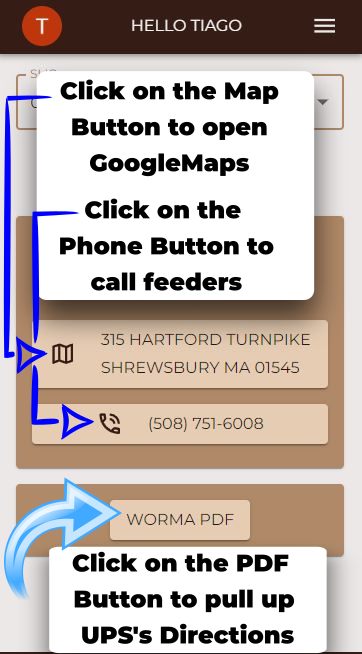 T
HELLO TIAGO
Click on the Map
Button to open
GoogleMaps
Click on the
Phone Button to
call feeders
315 HARTFORD TURNPIKE
SHREWSBURY MA 01545
(508) 751-6008
WORMA PDF
Click on the PDF
Button to pull up
UPS's Directions